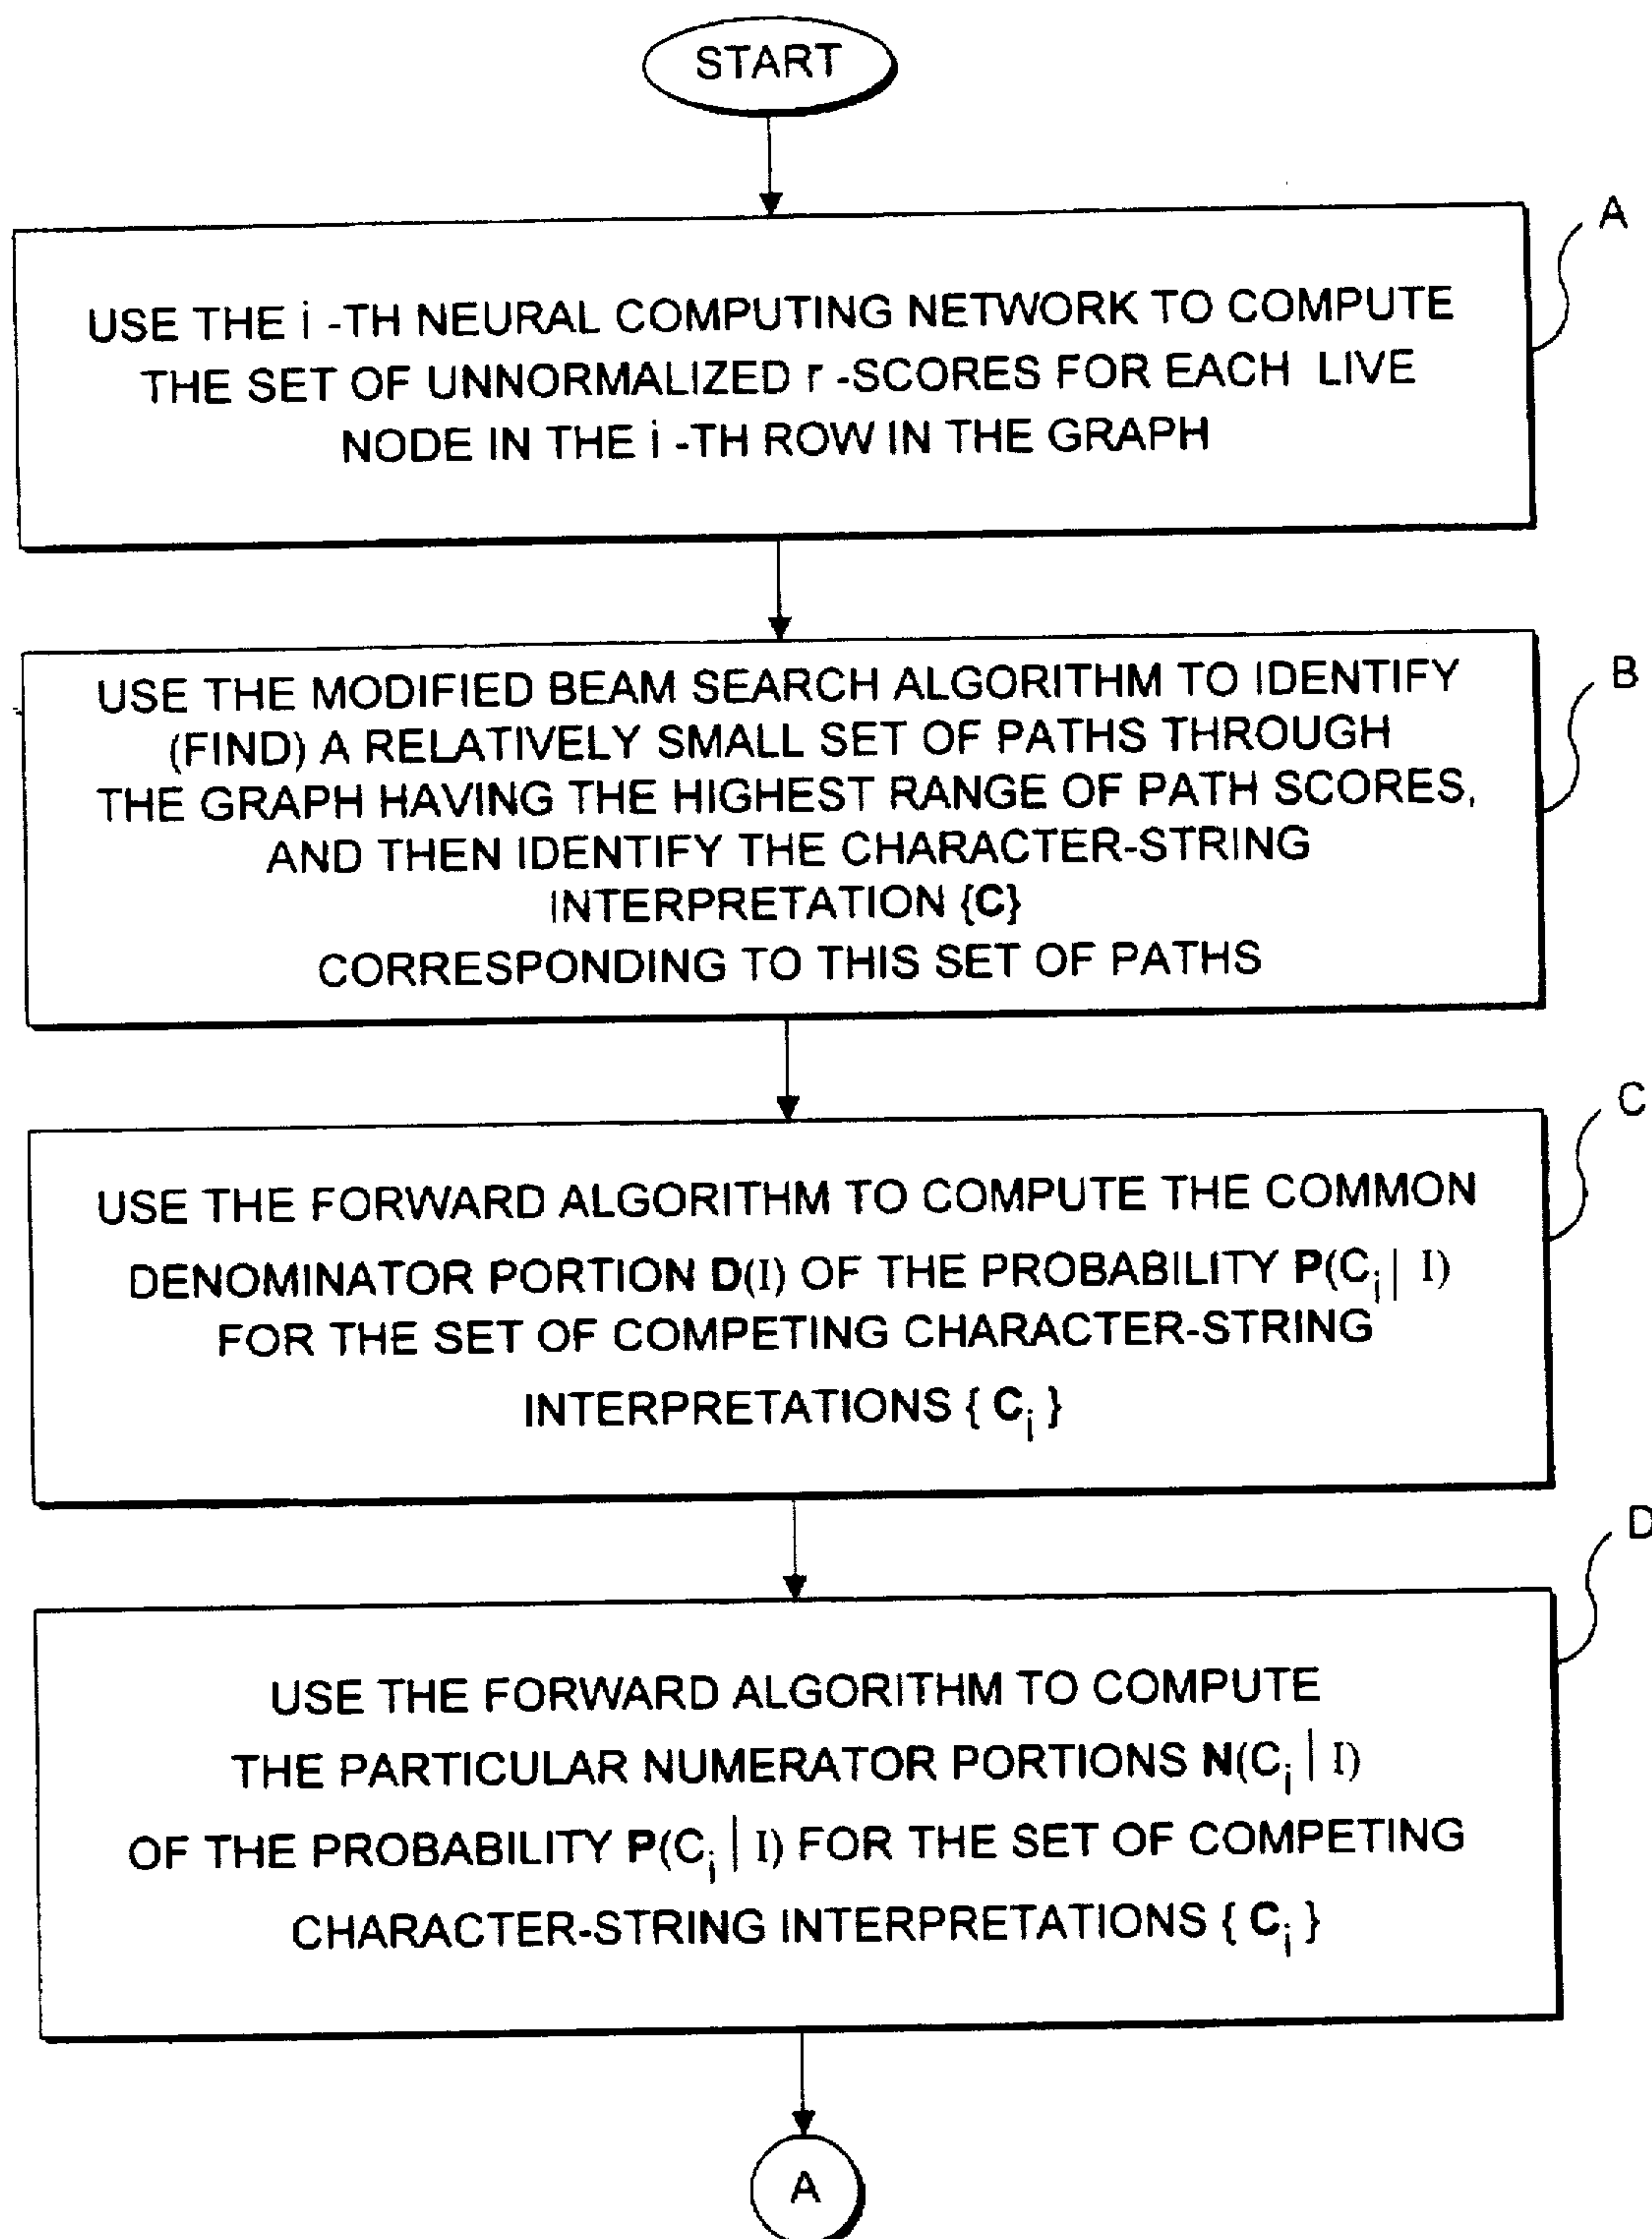 START
A
USE THE i -TH NEURAL COMPUTING NETWORK TO COMPUTE
THE SET OF UNNORMALIZED r -SCORES FOR EACH LIVE
NODE IN THE i -TH ROW IN THE GRAPH
B
USE THE MODIFIED BEAM SEARCH ALGORITHM TO IDENTIFY
(FIND) A RELATIVELY SMALL SET OF PATHS THROUGH
THE GRAPH HAVING THE HIGHEST RANGE OF PATH SCORES,
AND THEN IDENTIFY THE CHARACTER-STRING
INTERPRETATION {C}
CORRESPONDING TO THIS SET OF PATHS
C
USE THE FORWARD ALGORITHM TO COMPUTE THE COMMON
DENOMINATOR PORTION D(I) OF THE PROBABILITY P(Ci | I)
FOR THE SET OF COMPETING CHARACTER-STRING
INTERPRETATIONS { Ci }
D
USE THE FORWARD ALGORITHM TO COMPUTE
THE PARTICULAR NUMERATOR PORTIONS N(Ci | I)
OF THE PROBABILITY P(Ci | I) FOR THE SET OF COMPETING
CHARACTER-STRING INTERPRETATIONS { Ci }
A